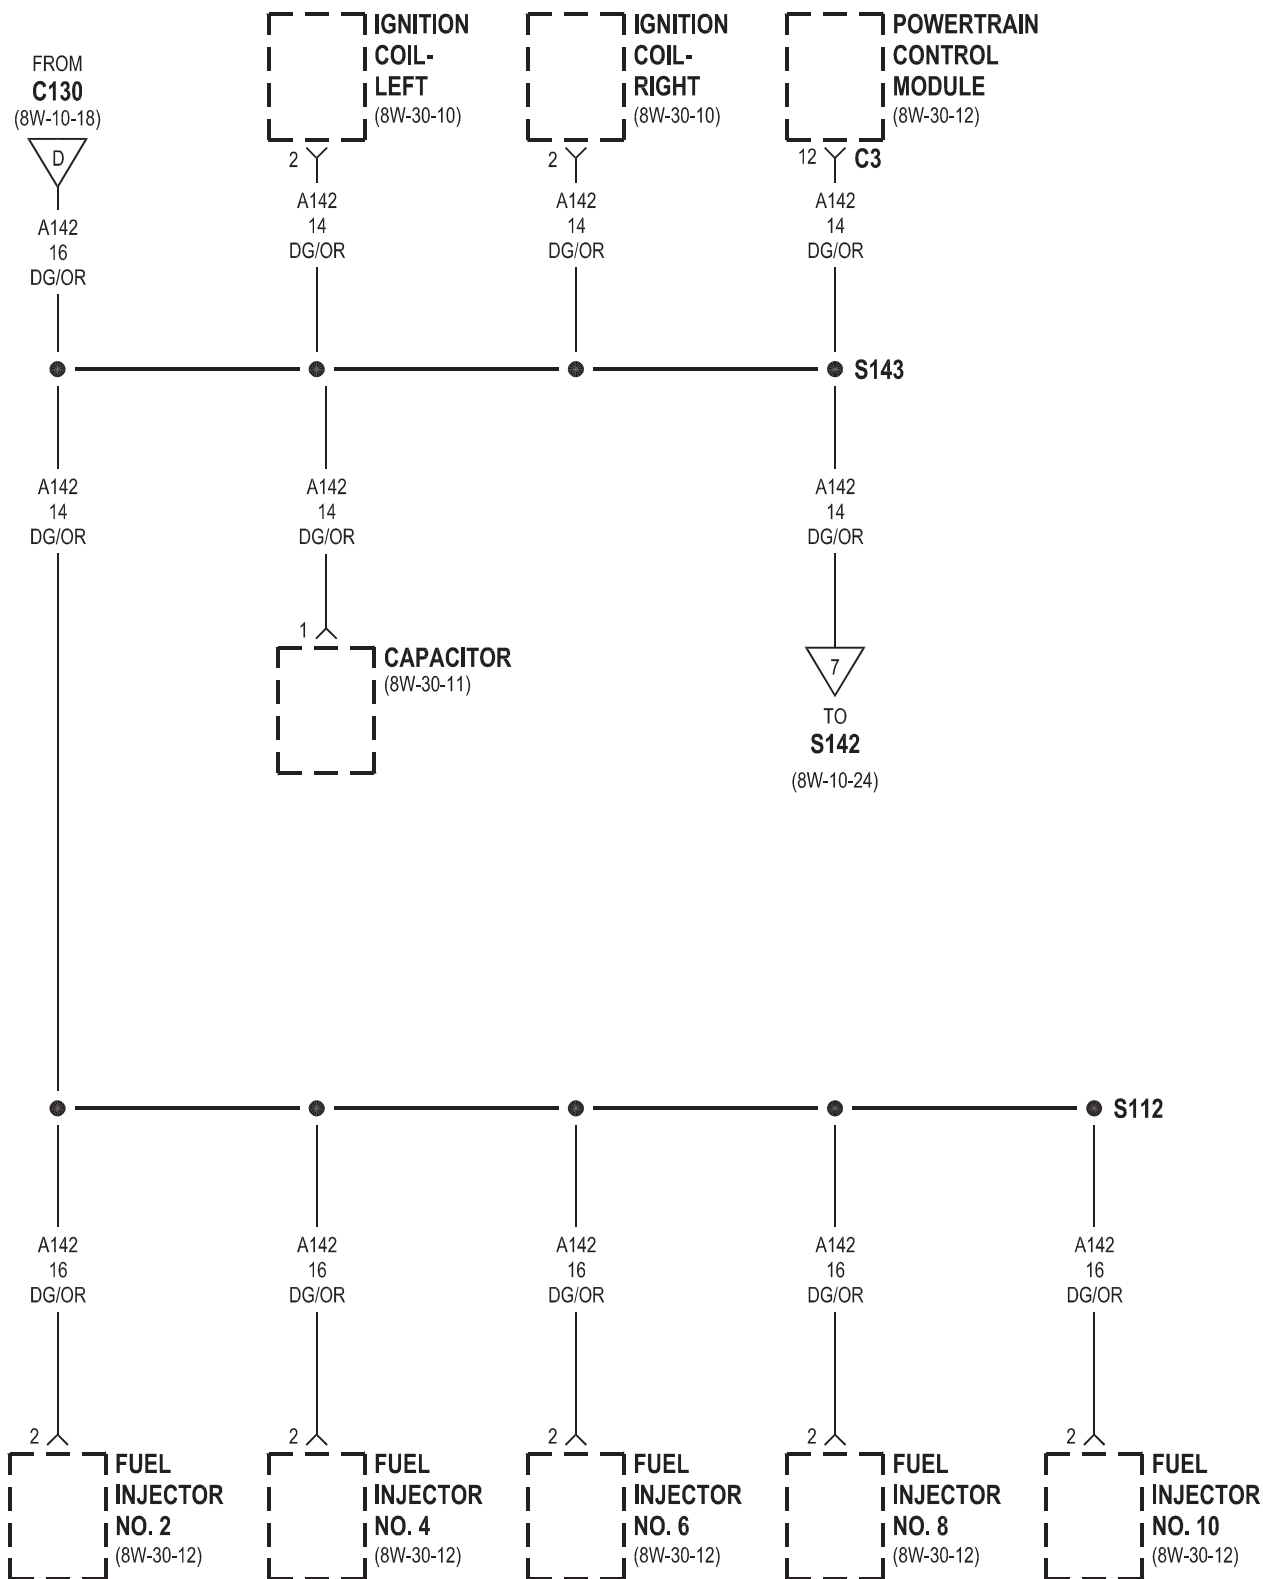 FROM
C130
(8W-10-18)
D
A142
16
DG/OR
IGNITION
COIL-
LEFT
(8W-30-10)
2
A142
14
DG/OR
IGNITION
COIL-
RIGHT
(8W-30-10)
2
A142
14
DG/OR
POWERTRAIN
CONTROL
MODULE
(8W-30-12)
12
C3
A142
14
DG/OR
S143
A142
14
DG/OR
A142
14
DG/OR
1
CAPACITOR
(8W-30-11)
A142
14
DG/OR
7
TO
S142
(8W-10-24)
S112
A142
16
DG/OR
2
FUEL
INJECTOR
NO. 2
(8W-30-12)
A142
16
DG/OR
2
FUEL
INJECTOR
NO. 4
(8W-30-12)
A142
16
DG/OR
2
FUEL
INJECTOR
NO. 6
(8W-30-12)
A142
16
DG/OR
2
FUEL
INJECTOR
NO. 8
(8W-30-12)
A142
16
DG/OR
2
FUEL
INJECTOR
NO. 10
(8W-30-12)